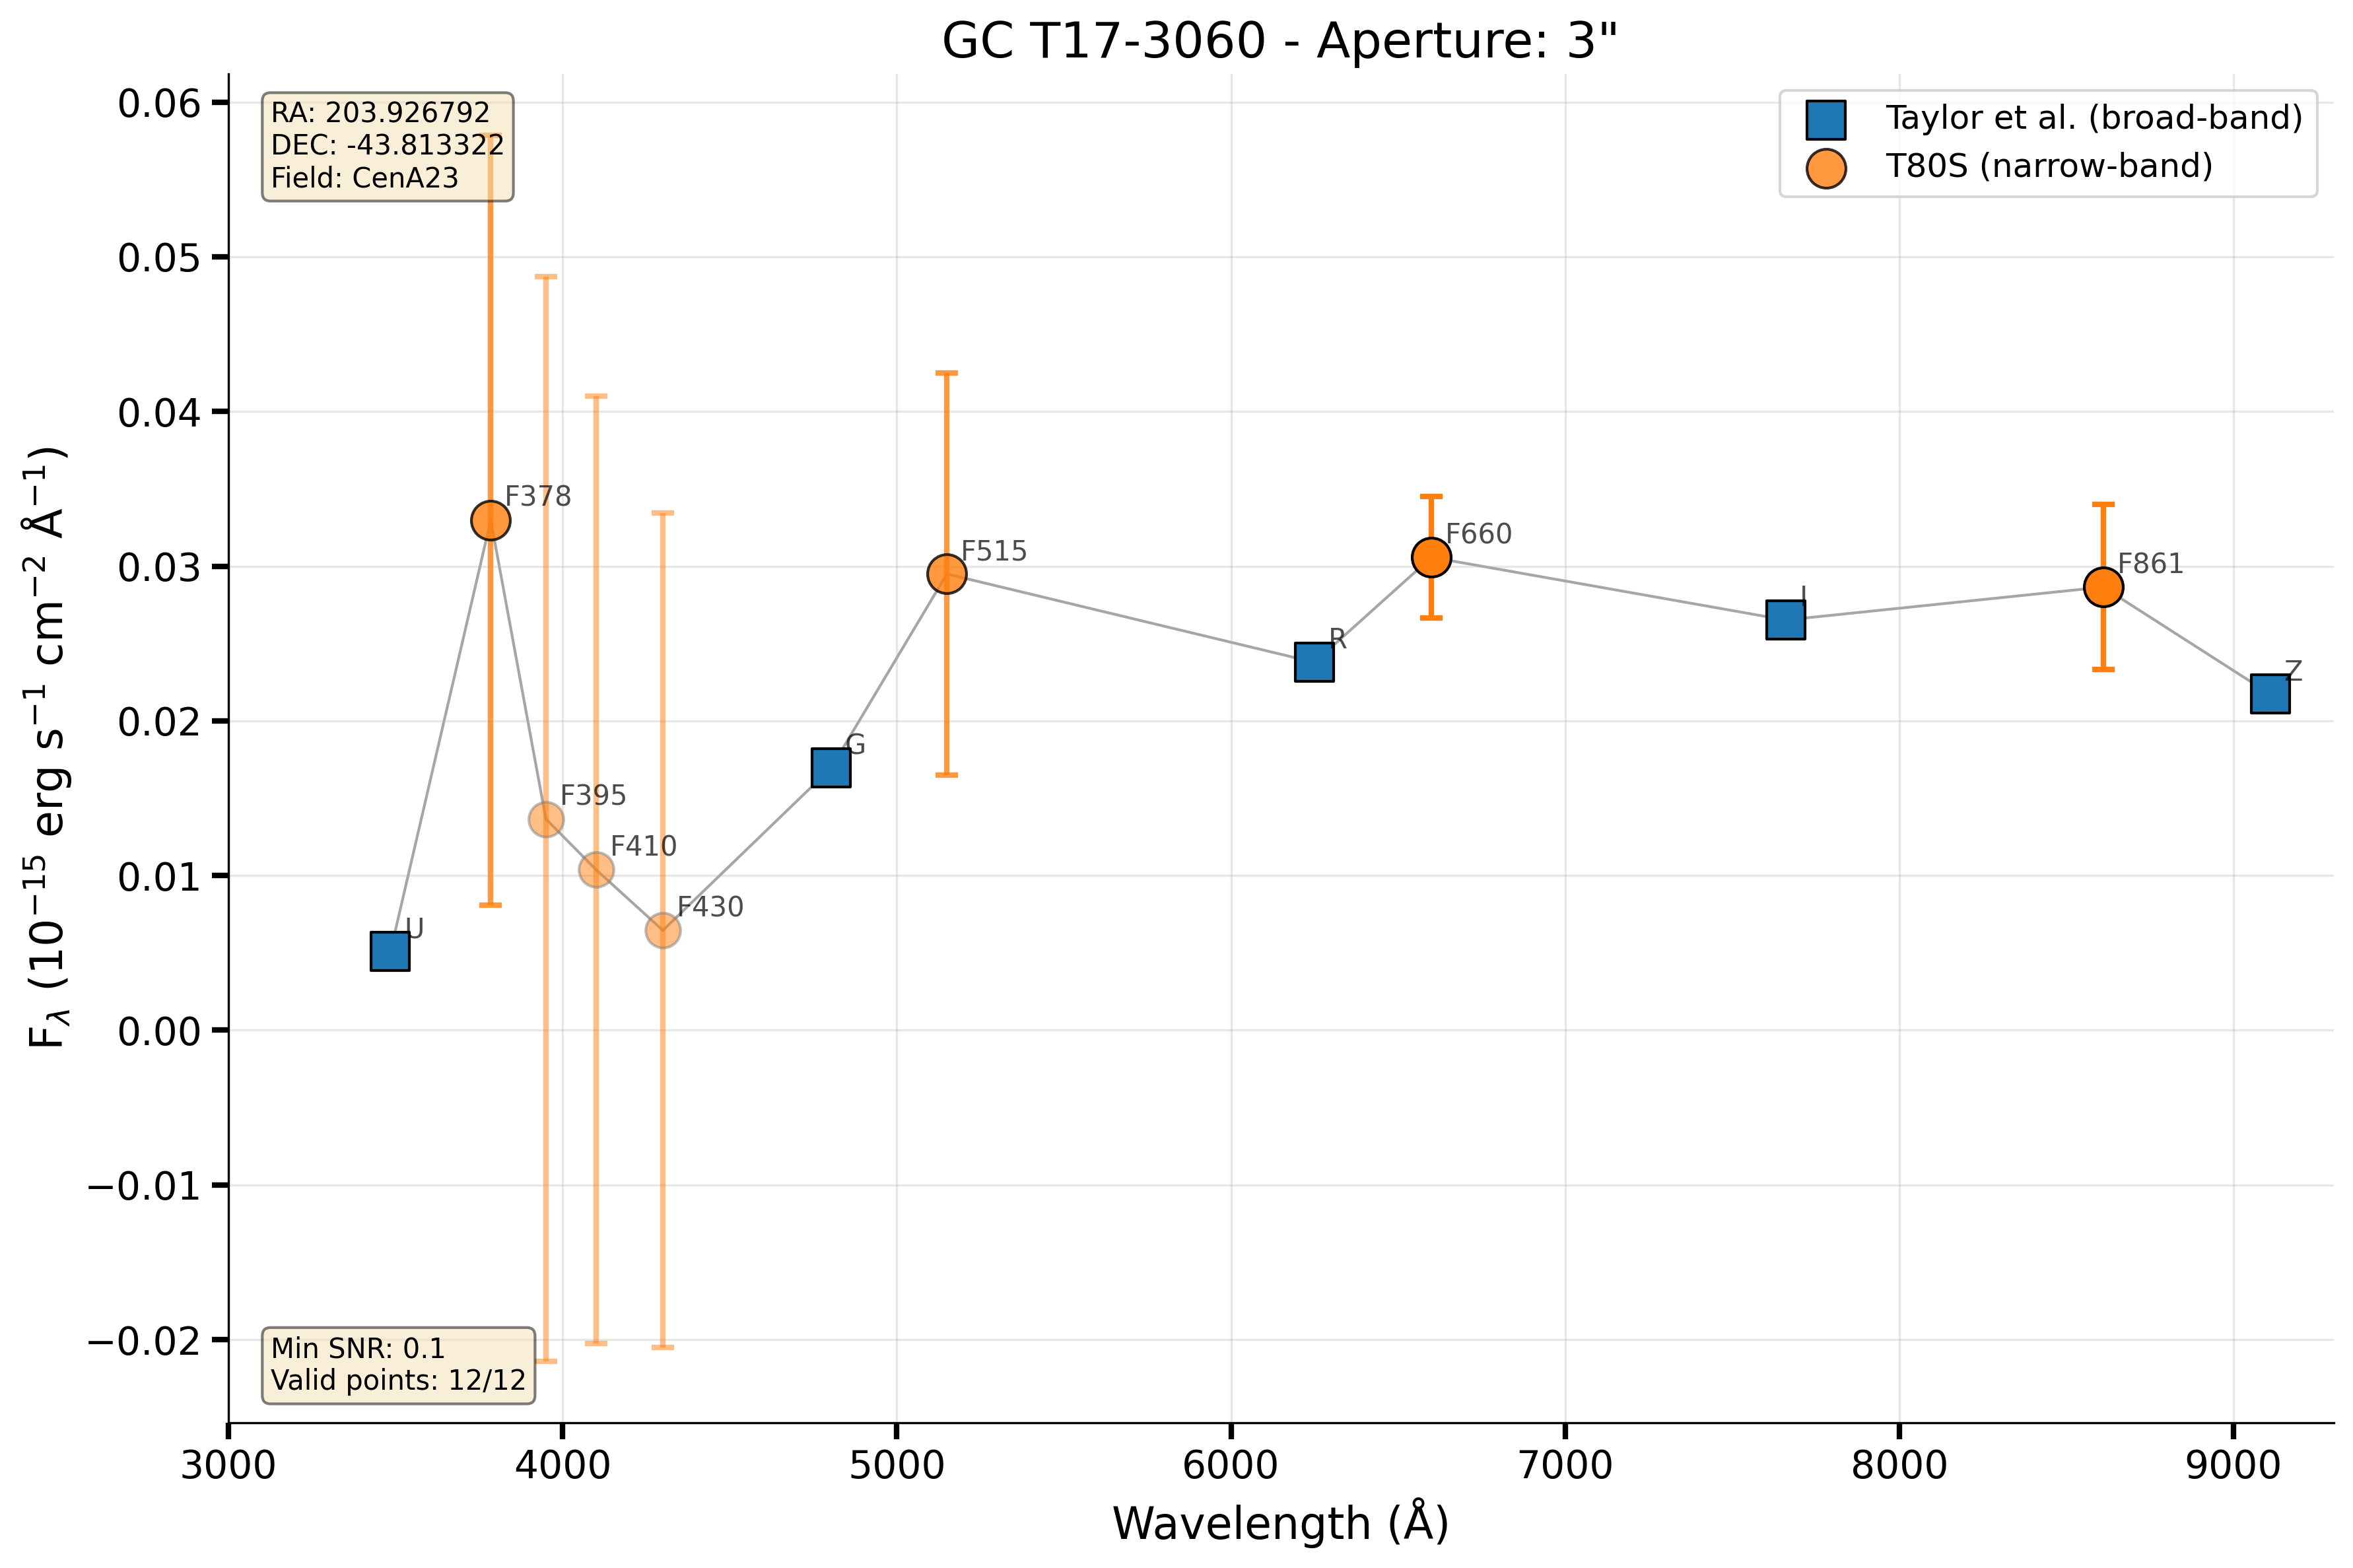 GC T17-3060 - Aperture: 3"
RA: 203.926792
DEC: -43.813322
Field: CenA23
Taylor et al. (broad-band)
T80S (narrow-band)
F_λ (10⁻¹⁵ erg s⁻¹ cm⁻² Å⁻¹)
0.06
0.05
0.04
0.03
0.02
0.01
0.00
−0.01
−0.02
U
F378
F395
F410
F430
G
F515
R
F660
I
F861
Z
Min SNR: 0.1
Valid points: 12/12
3000 4000 5000 6000 7000 8000 9000
Wavelength (Å)